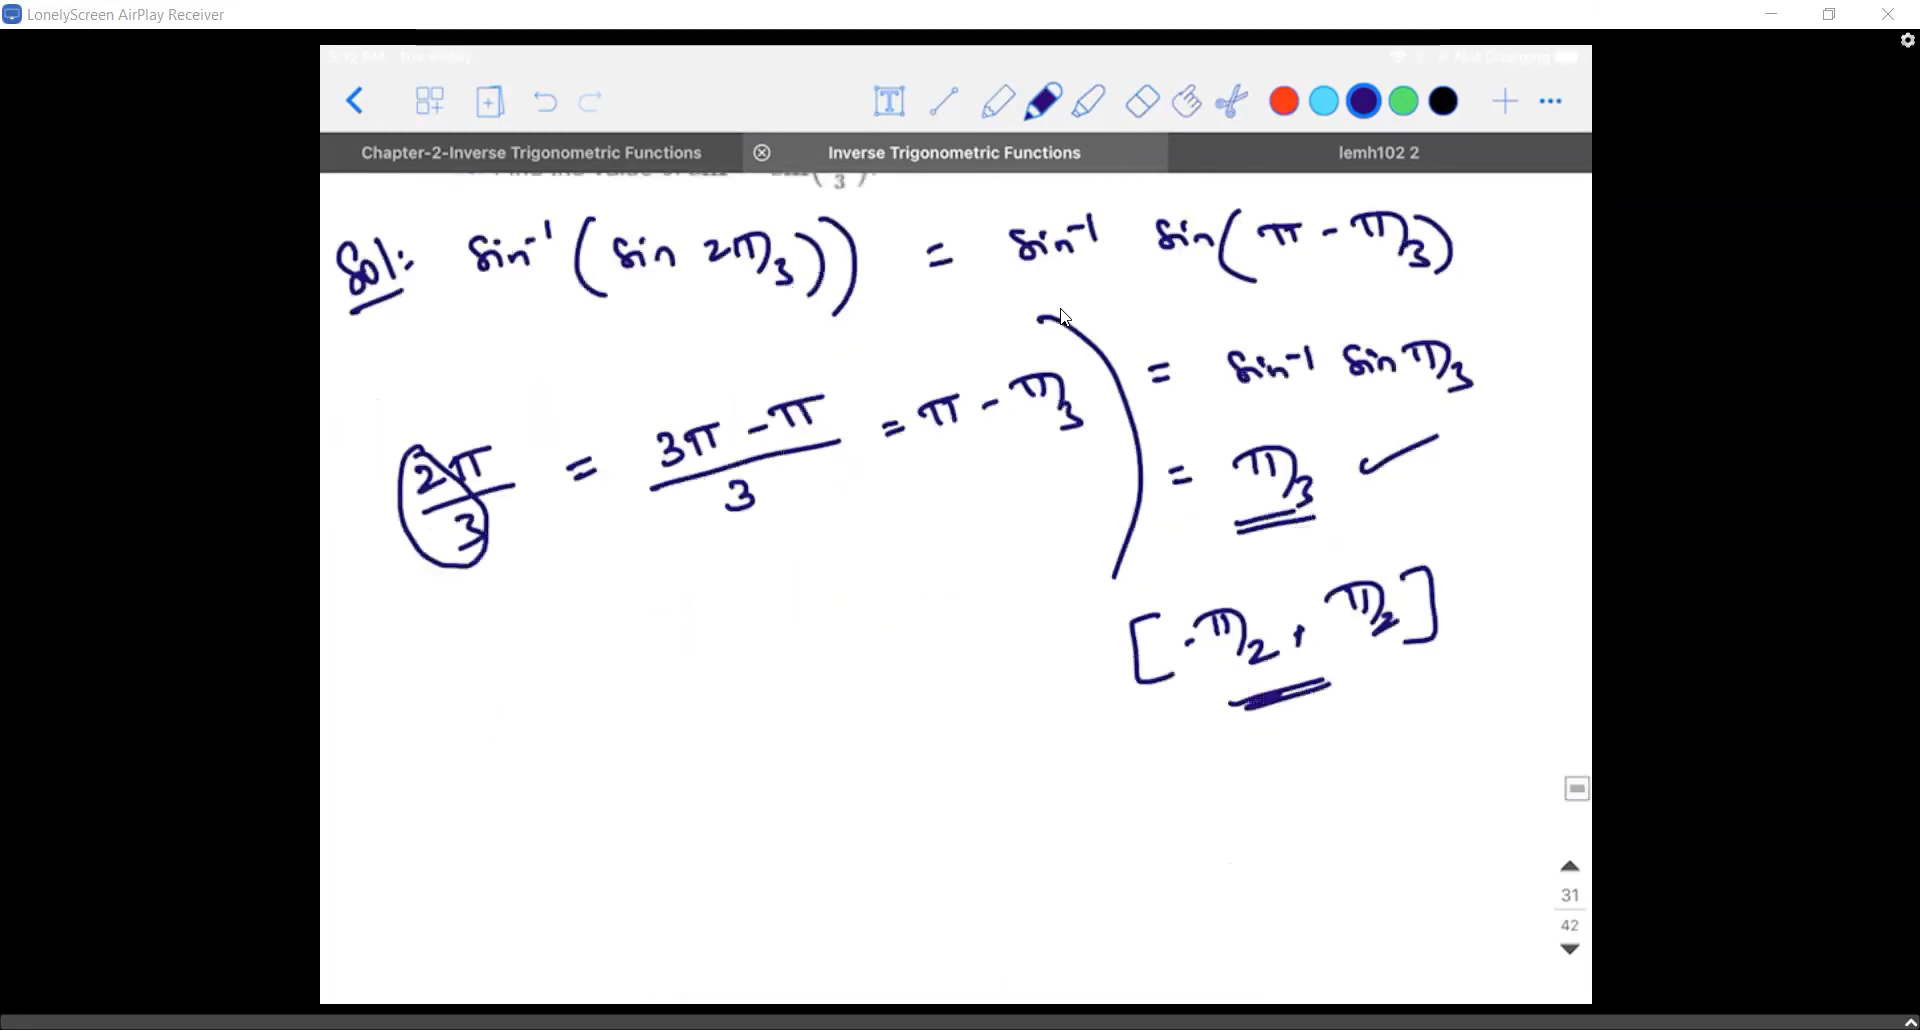 LonelyScreen AirPlay Receiver
Chapter-2-Inverse Trigonometric Functions
Inverse Trigonometric Functions
lemh102 2
Sol: sin⁻¹ (sin 2π/3)) = sin⁻¹ sin(π - π/3)
= sin⁻¹ sin π/3
2π/3 = (3π - π)/3 = π - π/3
= π/3 ✓
[-π/2, π/2]
31
42